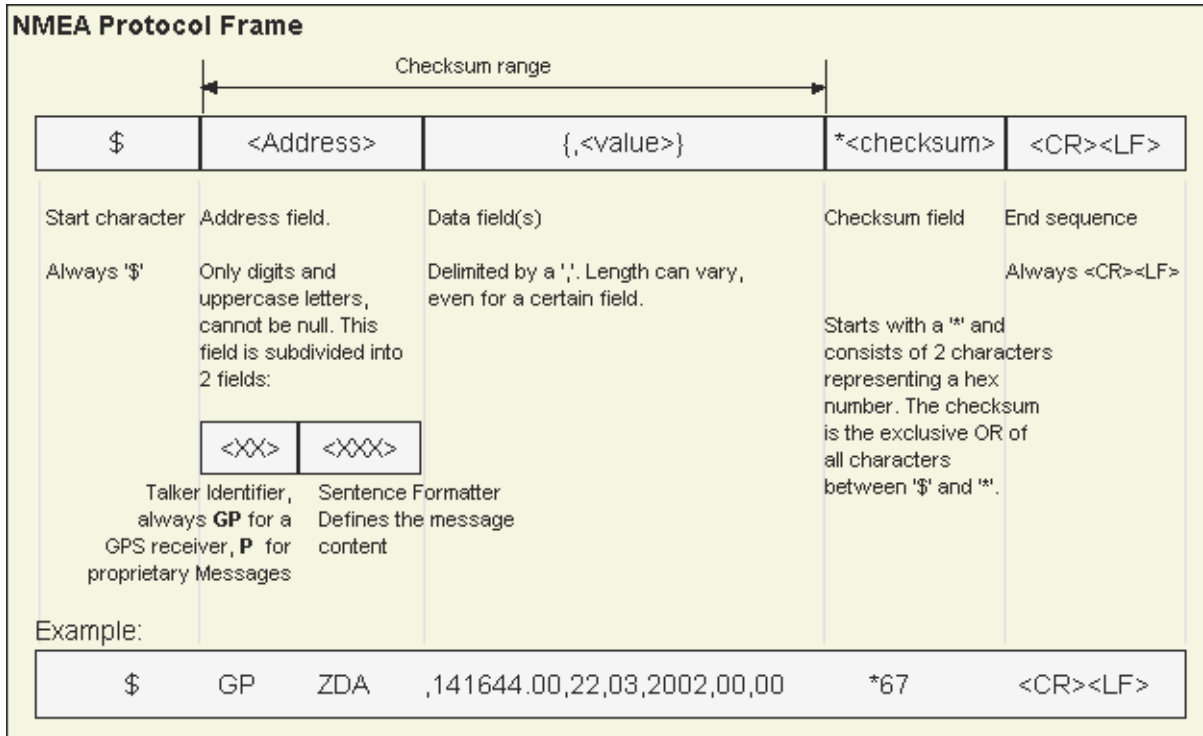 NMEA Protocol Frame
Checksum range
$ <Address> {,<value>} *<checksum> <CR><LF>
Start character
Always '$'
Address field.
Only digits and
uppercase letters,
cannot be null. This
field is subdivided into
2 fields:
<XX> <XXX>
Talker Identifier,
always GP for a
GPS receiver, P for
proprietary Messages
Sentence Formatter
Defines the message
content
Data field(s)
Delimited by a ','. Length can vary,
even for a certain field.
Checksum field
Starts with a '*' and
consists of 2 characters
representing a hex
number. The checksum
is the exclusive OR of
all characters
between '$' and '*'.
End sequence
Always <CR><LF>
Example:
$ GP ZDA ,141644.00,22,03,2002,00,00 *67 <CR><LF>